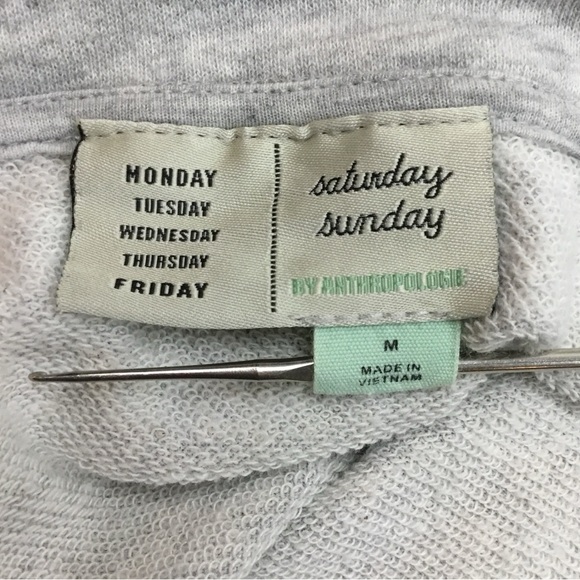 MONDAY
TUESDAY
WEDNESDAY
THURSDAY
FRIDAY
saturday
sunday
BY ANTHROPOLOGIE
M
MADE IN
VIETNAM